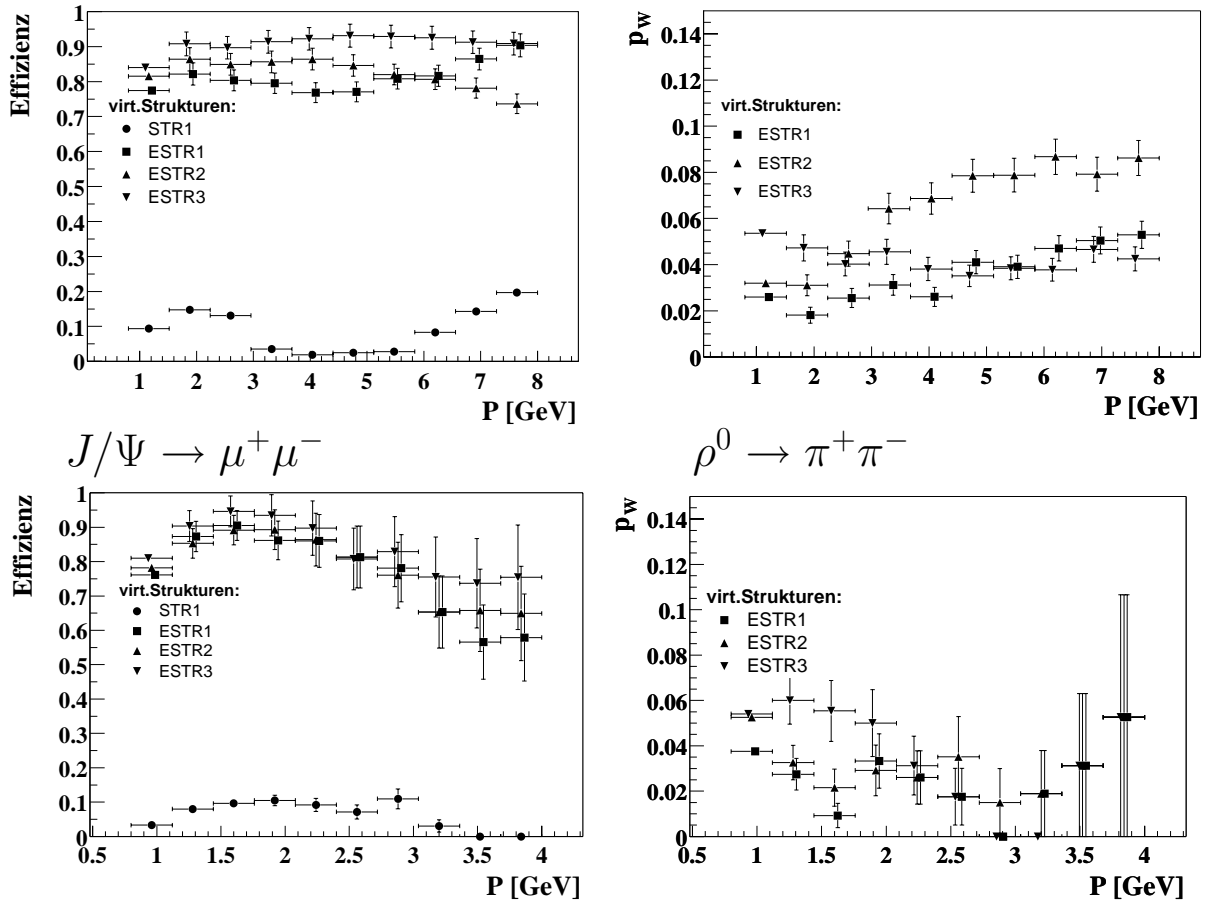 Effizienz
1
0.9
0.8
0.7
0.6
0.5
0.4
0.3
0.2
0.1
0
virt.Strukturen:
STR1
ESTR1
ESTR2
ESTR3
1 2 3 4 5 6 7 8
P [GeV]
p_w
0.14
0.12
0.1
0.08
0.06
0.04
0.02
0
virt.Strukturen:
ESTR1
ESTR2
ESTR3
1 2 3 4 5 6 7 8
P [GeV]
J/Ψ → μ⁺μ⁻
ρ⁰ → π⁺π⁻
Effizienz
1
0.9
0.8
0.7
0.6
0.5
0.4
0.3
0.2
0.1
0
virt.Strukturen:
STR1
ESTR1
ESTR2
ESTR3
0.5 1 1.5 2 2.5 3 3.5 4
P [GeV]
p_w
0.14
0.12
0.1
0.08
0.06
0.04
0.02
0
virt.Strukturen:
ESTR1
ESTR2
ESTR3
0.5 1 1.5 2 2.5 3 3.5 4
P [GeV]